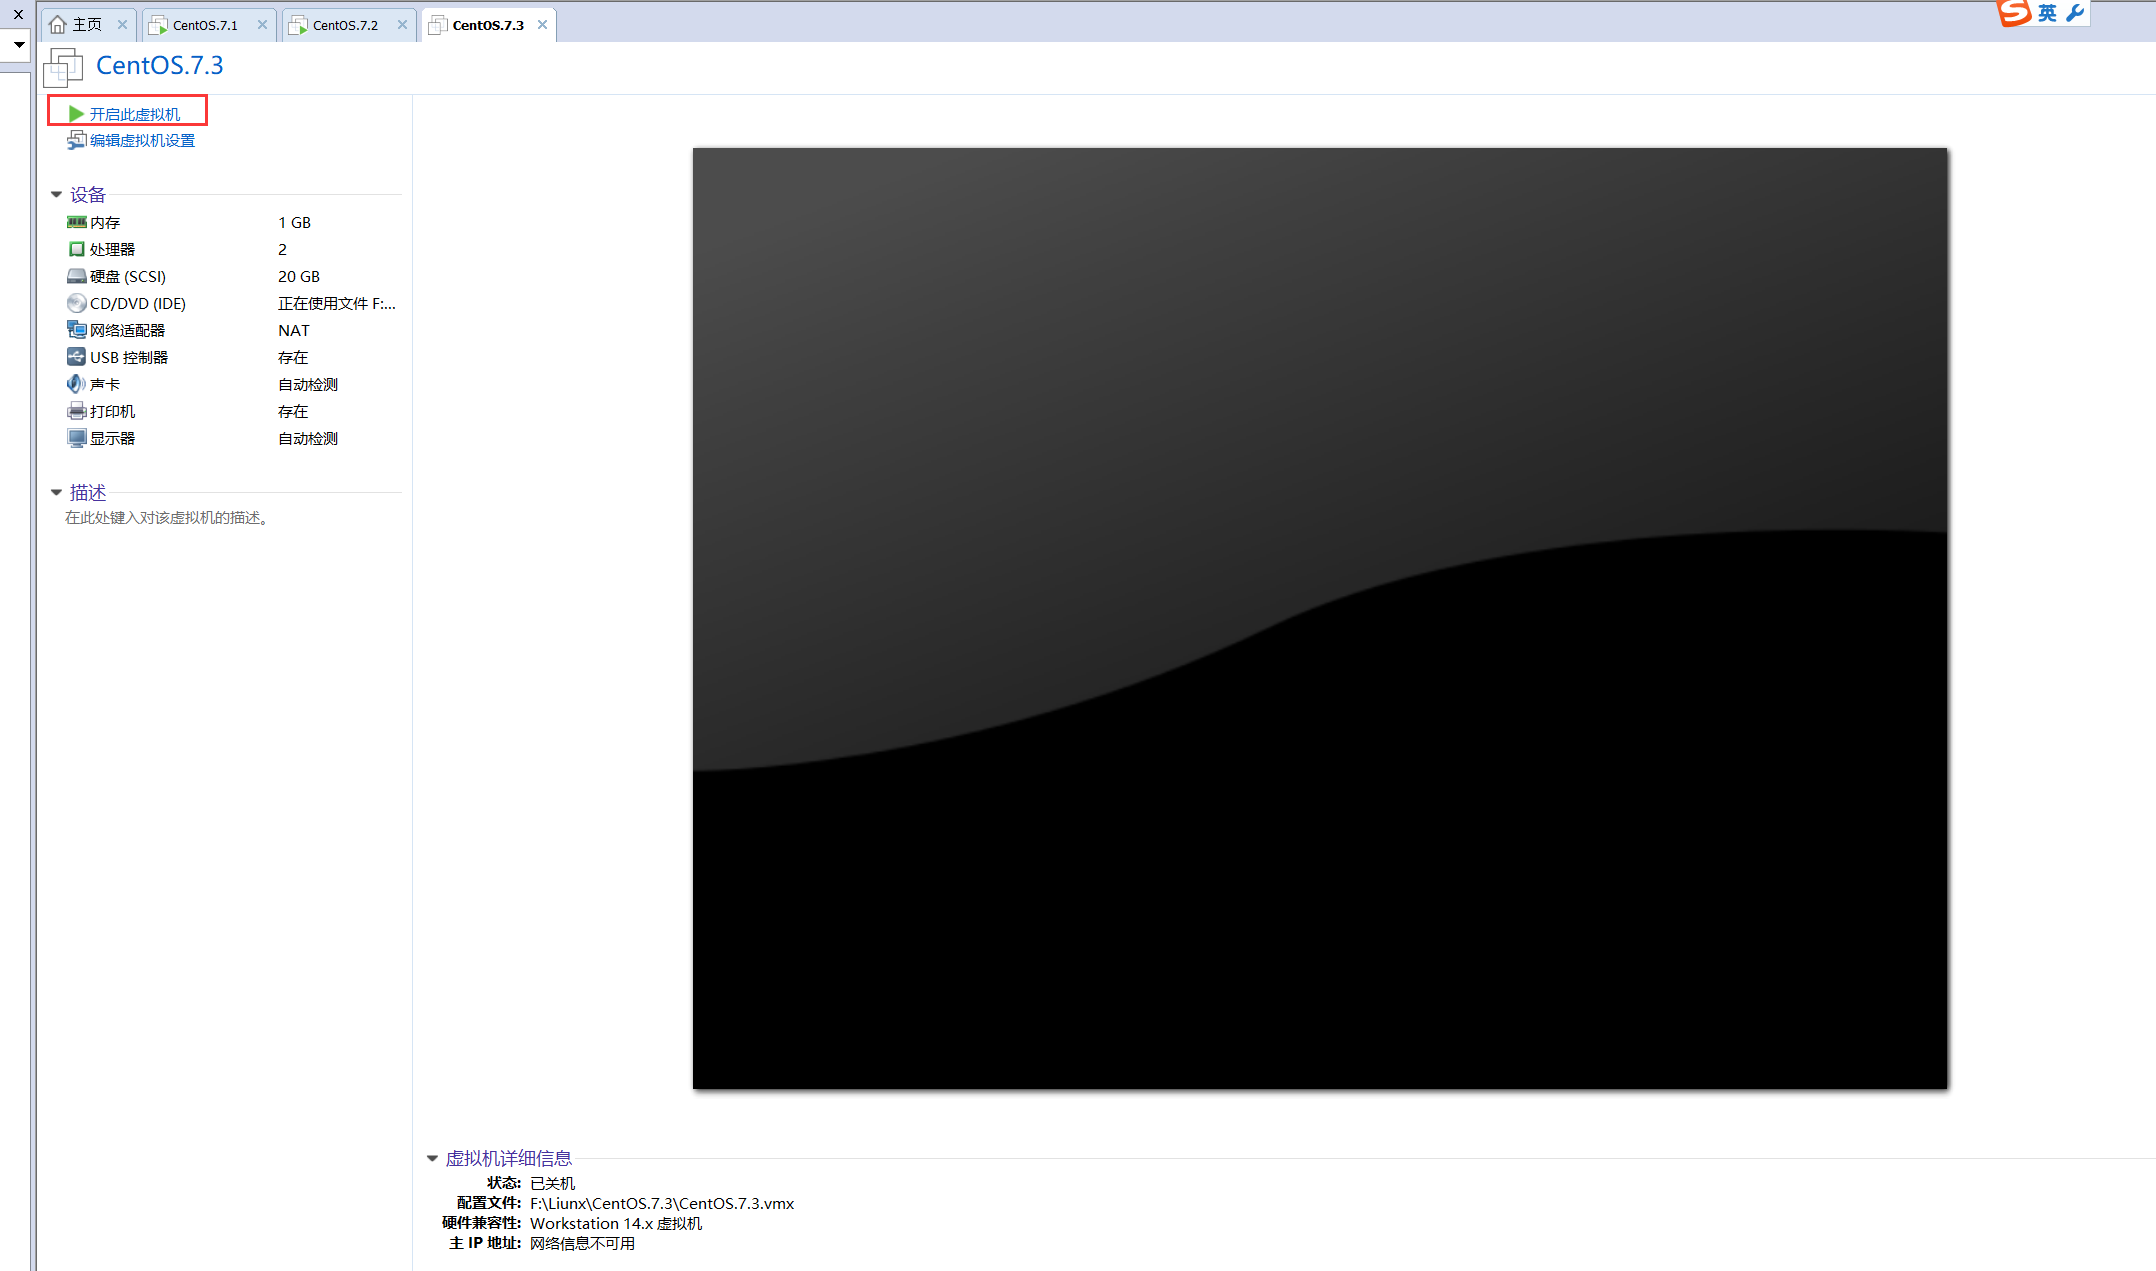 主页
CentOS.7.1
CentOS.7.2
CentOS.7.3
英
CentOS.7.3
开启此虚拟机
编辑虚拟机设置
设备
内存 1 GB
处理器 2
硬盘 (SCSI) 20 GB
CD/DVD (IDE) 正在使用文件 F:...
网络适配器 NAT
USB 控制器 存在
声卡 自动检测
打印机 存在
显示器 自动检测
描述
在此处键入对该虚拟机的描述。
虚拟机详细信息
状态: 已关机
配置文件: F:\Liunx\CentOS.7.3\CentOS.7.3.vmx
硬件兼容性: Workstation 14.x 虚拟机
主 IP 地址: 网络信息不可用